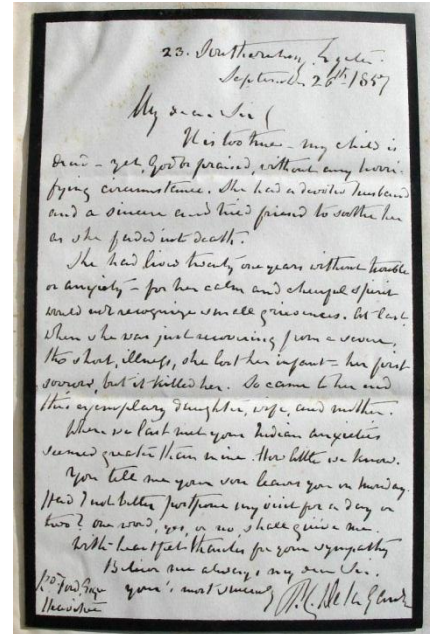 23. Southernhay, Exeter.
September 26th 1857
My dear Sir
It is too true – my child is
dead – yet, God be praised, without any horri-
fying circumstance. She had a devoted husband
and a sincere and tried friend to soothe her
as she faded into death.
She had lived twenty one years without trouble
or anxiety – for her calm and cheerful spirit
would not recognize small grievances. At last
when she was just recovering from a severe,
tho short, illness, she lost her infant – her first
sorrow, but it killed her. So came to her end
this exemplary daughter, wife, and mother.
When we last met your Indian anxieties
seemed greater than mine. How little we know.
You tell me your son leaves you on Monday.
Had I not better postpone my visit for a day or
two? One word, yes, or no, shall guide me.
With heartfelt thanks for your sympathy
Believe me always, my dear Sir,
your's most sincerely
P. C. De la Garde
Rd Ford, Esqre
Heavitree